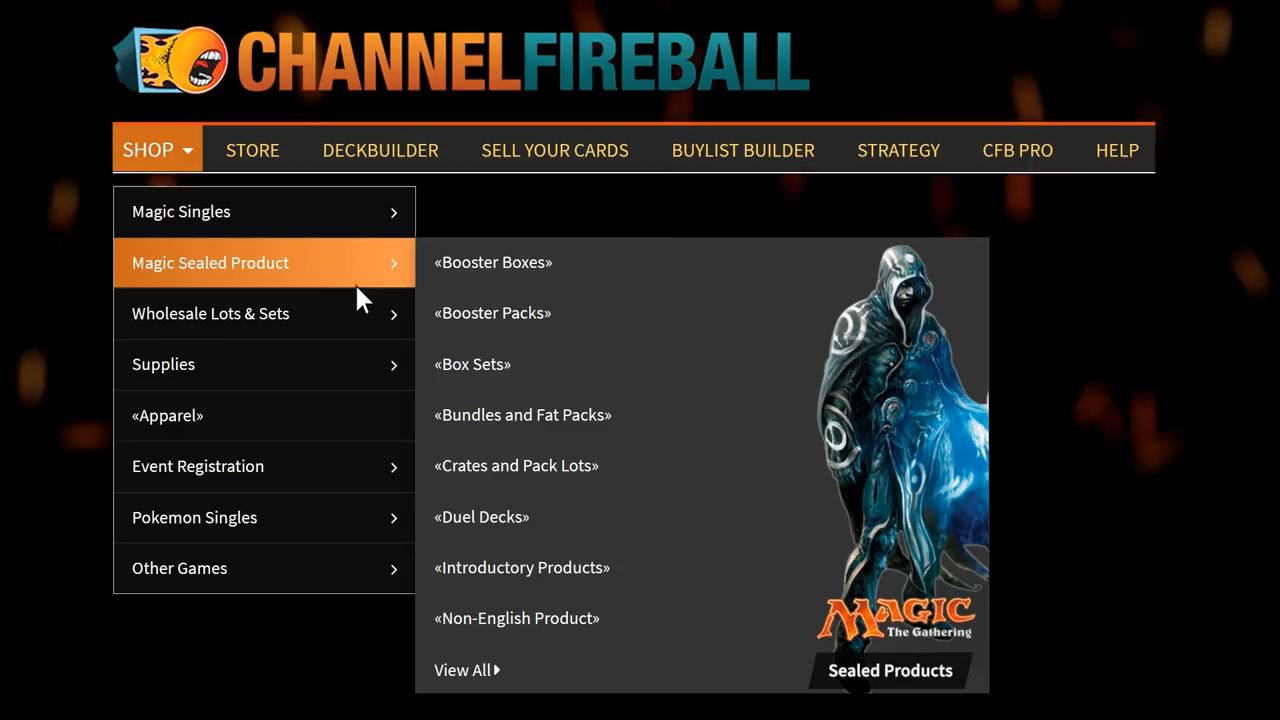 CHANNELFIREBALL
SHOP
STORE
DECKBUILDER
SELL YOUR CARDS
BUYLIST BUILDER
STRATEGY
CFB PRO
HELP
Magic Singles
Magic Sealed Product
Wholesale Lots & Sets
Supplies
«Apparel»
Event Registration
Pokemon Singles
Other Games
«Booster Boxes»
«Booster Packs»
«Box Sets»
«Bundles and Fat Packs»
«Crates and Pack Lots»
«Duel Decks»
«Introductory Products»
«Non-English Product»
View All
MAGIC
The Gathering
Sealed Products